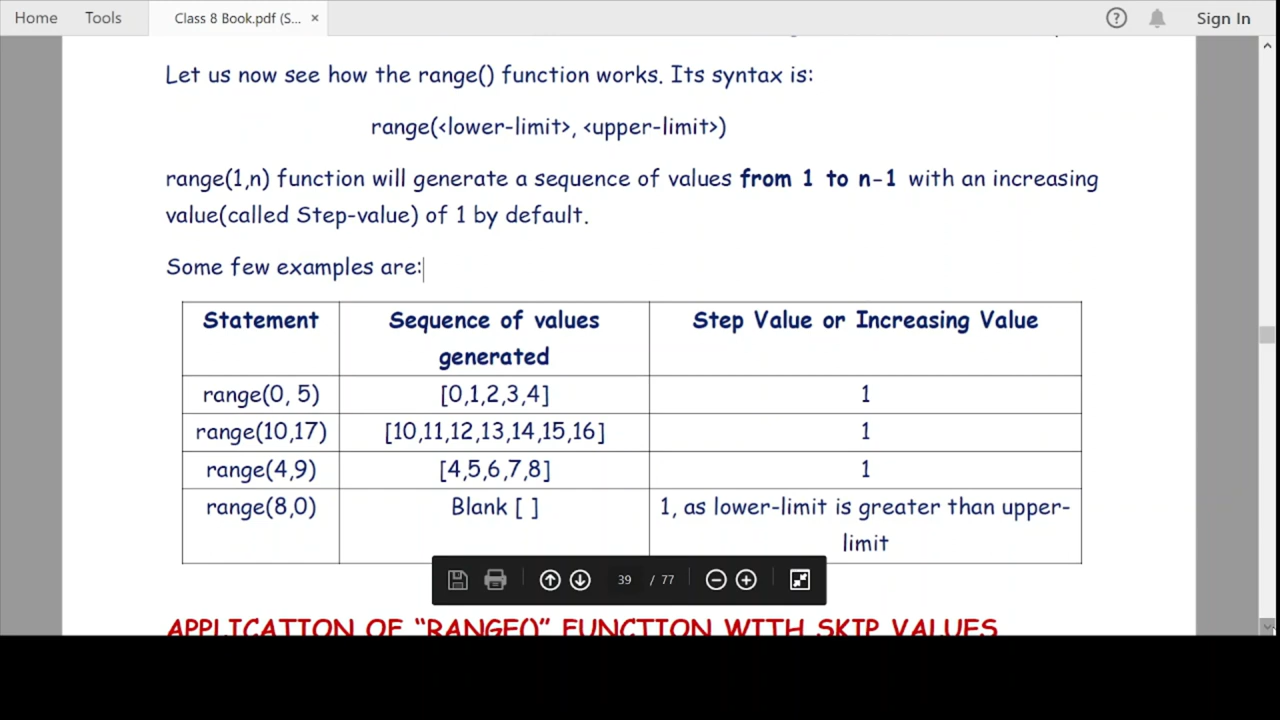 Home Tools Class 8 Book.pdf (S... × ? Sign In
Let us now see how the range() function works. Its syntax is:
range(<lower-limit>, <upper-limit>)
range(1,n) function will generate a sequence of values from 1 to n-1 with an increasing
value(called Step-value) of 1 by default.
Some few examples are:
Statement Sequence of values Step Value or Increasing Value
generated
range(0, 5) [0,1,2,3,4] 1
range(10,17) [10,11,12,13,14,15,16] 1
range(4,9) [4,5,6,7,8] 1
range(8,0) Blank [ ] 1, as lower-limit is greater than upper-
limit
39 / 77
APPLICATION OF “RANGE()” FUNCTION WITH SKIP VALUES